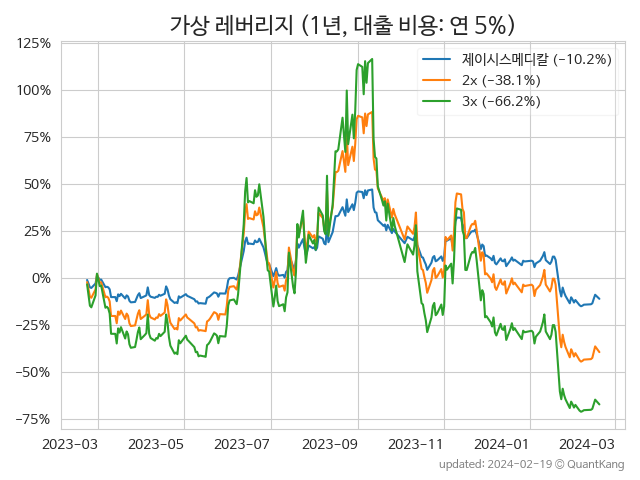 가상 레버리지 (1년, 대출 비용: 연 5%)
125%
100%
75%
50%
25%
0%
−25%
−50%
−75%
제이시스메디칼 (−10.2%)
2x (−38.1%)
3x (−66.2%)
2023-03 2023-05 2023-07 2023-09 2023-11 2024-01 2024-03
updated: 2024-02-19 © QuantKang